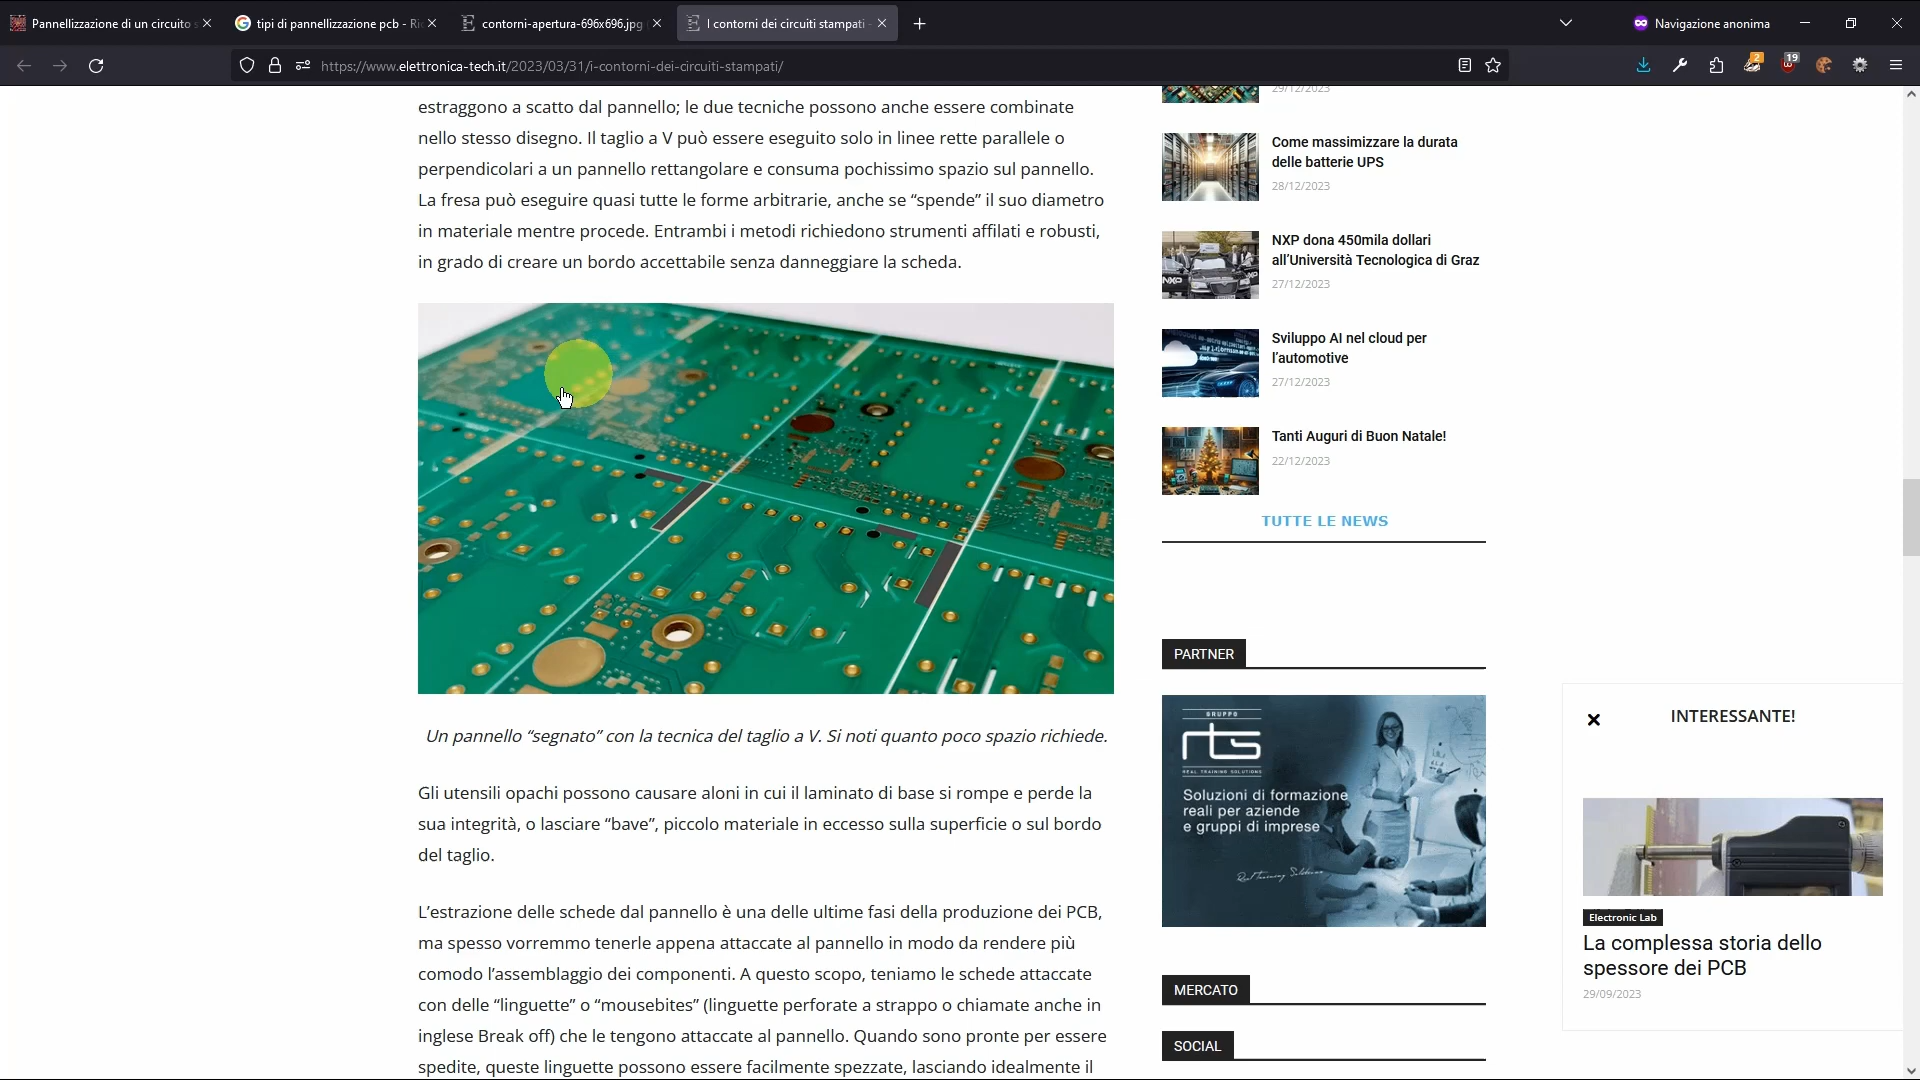 Pannellizzazione di un circuito s
tipi di pannellizzazione pcb - Ri
contorni-apertura-696x696.jpg
I contorni dei circuiti stampati -
Navigazione anonima
https://www.elettronica-tech.it/2023/03/31/i-contorni-dei-circuiti-stampati/
2
19
estraggono a scatto dal pannello; le due tecniche possono anche essere combinate
nello stesso disegno. Il taglio a V può essere eseguito solo in linee rette parallele o
perpendicolari a un pannello rettangolare e consuma pochissimo spazio sul pannello.
La fresa può eseguire quasi tutte le forme arbitrarie, anche se “spende” il suo diametro
in materiale mentre procede. Entrambi i metodi richiedono strumenti affilati e robusti,
in grado di creare un bordo accettabile senza danneggiare la scheda.
Un pannello “segnato” con la tecnica del taglio a V. Si noti quanto poco spazio richiede.
Gli utensili opachi possono causare aloni in cui il laminato di base si rompe e perde la
sua integrità, o lasciare “bave”, piccolo materiale in eccesso sulla superficie o sul bordo
del taglio.
L’estrazione delle schede dal pannello è una delle ultime fasi della produzione dei PCB,
ma spesso vorremmo tenerle appena attaccate al pannello in modo da rendere più
comodo l’assemblaggio dei componenti. A questo scopo, teniamo le schede attaccate
con delle “linguette” o “mousebites” (linguette perforate a strappo o chiamate anche in
inglese Break off) che le tengono attaccate al pannello. Quando sono pronte per essere
spedite, queste linguette possono essere facilmente spezzate, lasciando idealmente il
29/12/2023
Come massimizzare la durata
delle batterie UPS
28/12/2023
NXP dona 450mila dollari
all’Università Tecnologica di Graz
27/12/2023
Sviluppo AI nel cloud per
l’automotive
27/12/2023
Tanti Auguri di Buon Natale!
22/12/2023
TUTTE LE NEWS
PARTNER
GRUPPO
rts
REAL TRAINING SOLUTIONS
Soluzioni di formazione
reali per aziende
e gruppi di imprese
Real Training Solutions
MERCATO
SOCIAL
INTERESSANTE!
Electronic Lab
La complessa storia dello
spessore dei PCB
29/09/2023